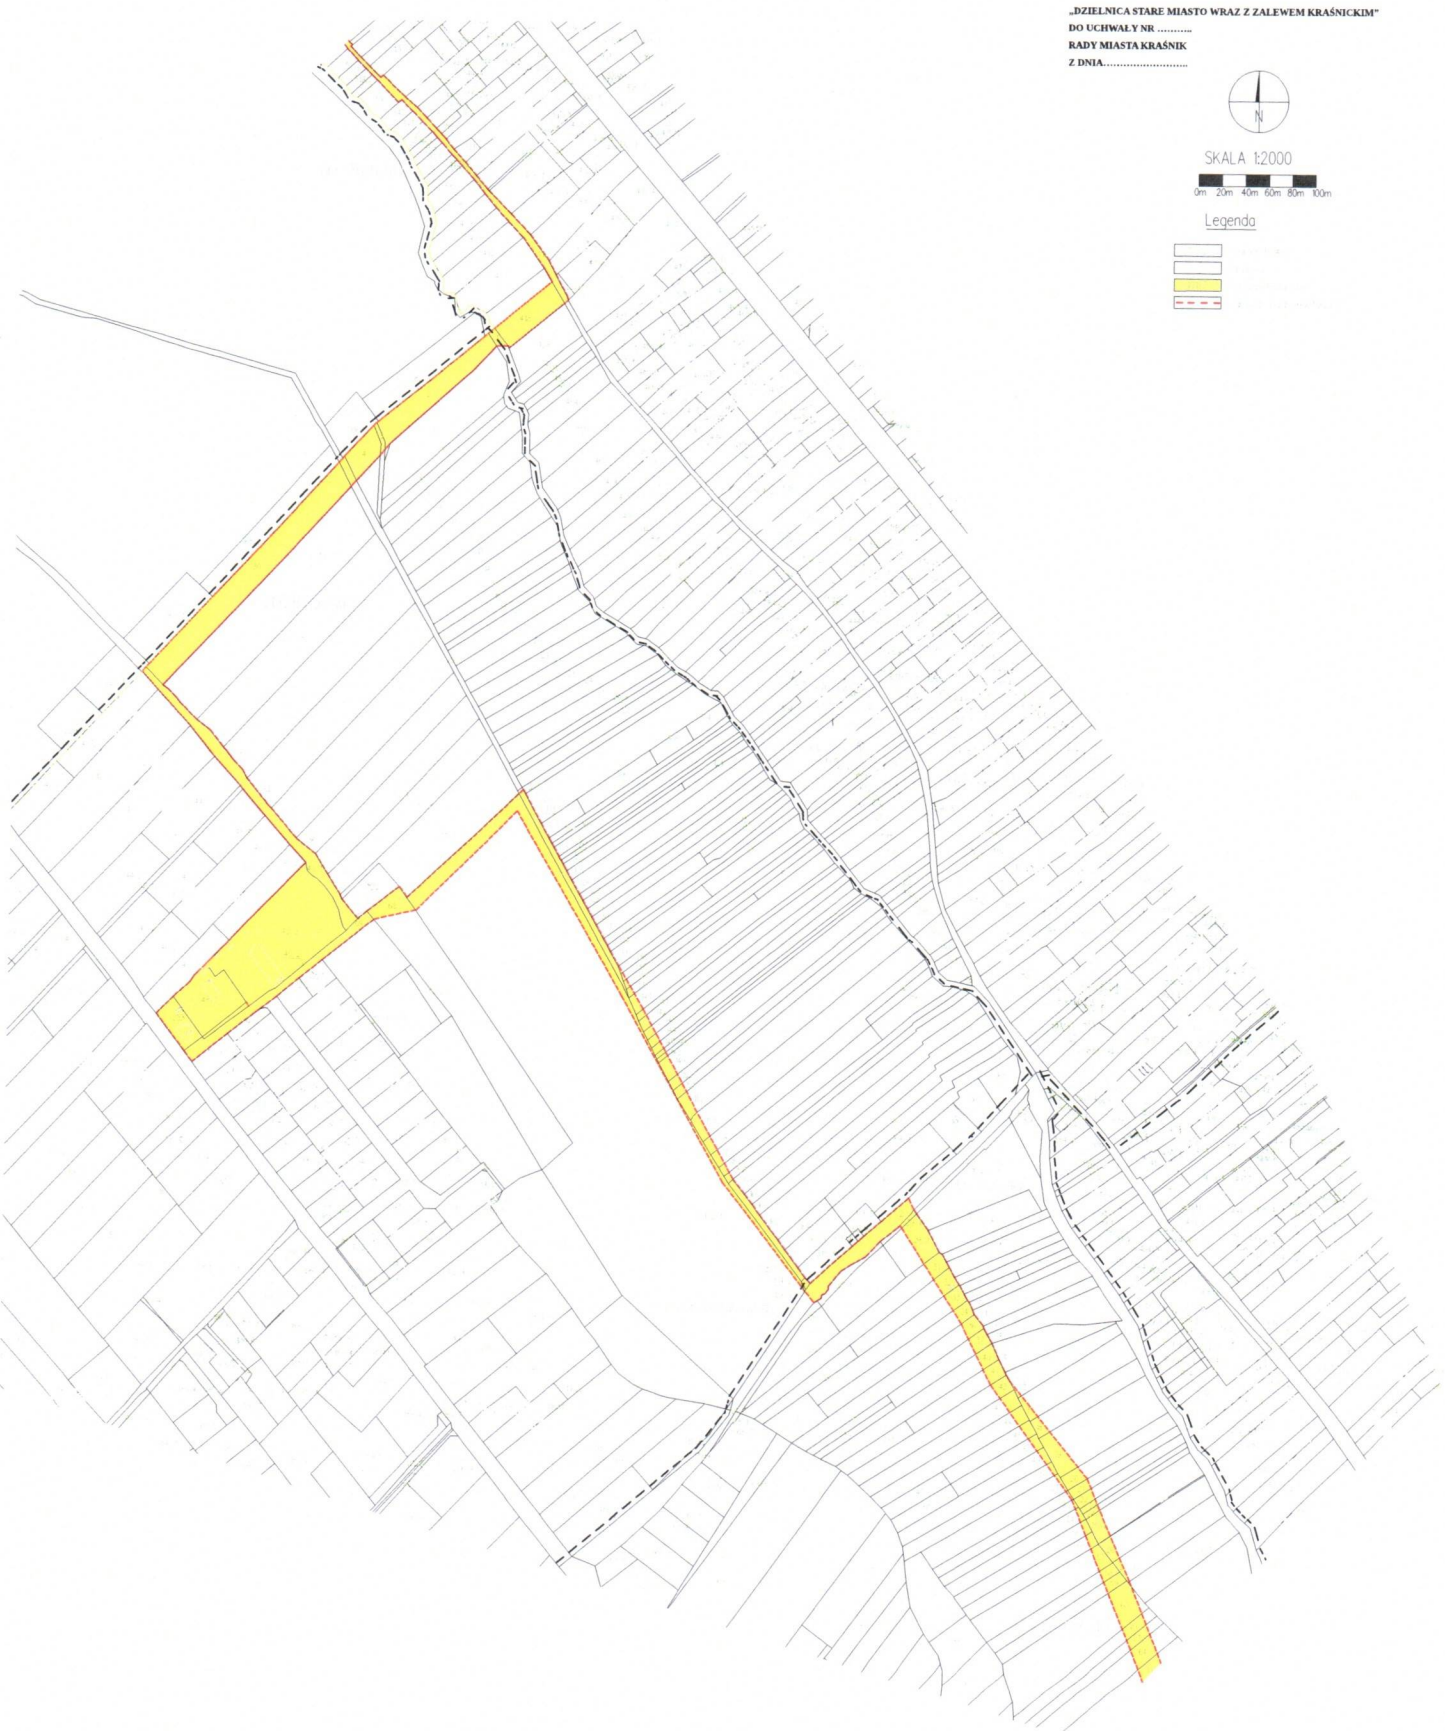 „DZIELNICA STARE MIASTO WRAZ Z ZALEWEM KRAŚNICKIM”
DO UCHWAŁY NR ...........
RADY MIASTA KRAŚNIK
Z DNIA.........................
N
SKALA 1:2000
0m 20m 40m 60m 80m 100m
Legenda